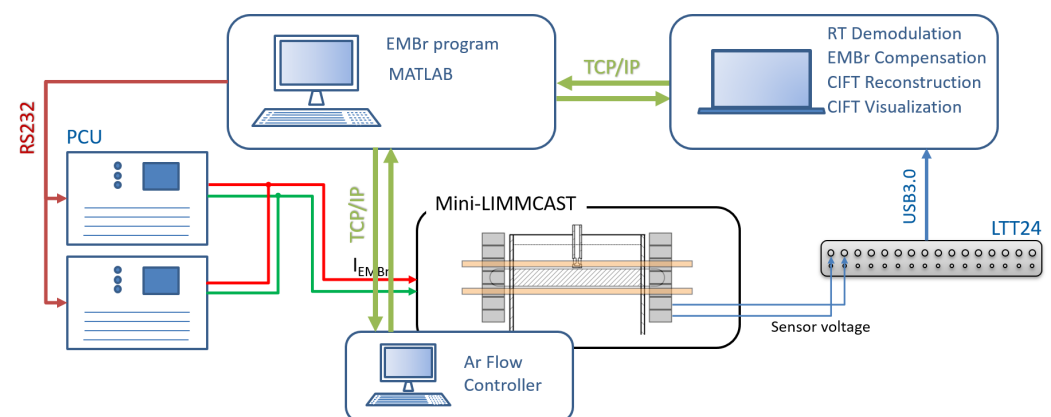 EMBr program
MATLAB
TCP/IP
RT Demodulation
EMBr Compensation
CIFT Reconstruction
CIFT Visualization
RS232
PCU
TCP/IP
Mini-LIMMCAST
USB3.0
LTT24
I_EMBr
Sensor voltage
Ar Flow
Controller